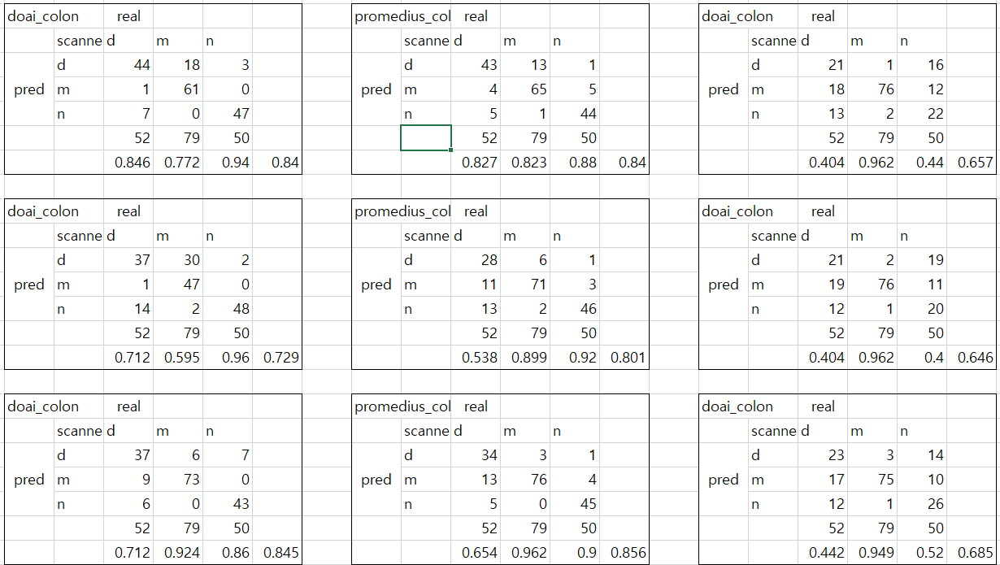 doai_colon real promedius_col real doai_colon real
scanne d m n scanne d m n scanne d m n
d 44 18 3 d 43 13 1 d 21 1 16
pred m 1 61 0 pred m 4 65 5 pred m 18 76 12
n 7 0 47 n 5 1 44 n 13 2 22
52 79 50 52 79 50 52 79 50
0.846 0.772 0.94 0.84 0.827 0.823 0.88 0.84 0.404 0.962 0.44 0.657
doai_colon real promedius_col real doai_colon real
scanne d m n scanne d m n scanne d m n
d 37 30 2 d 28 6 1 d 21 2 19
pred m 1 47 0 pred m 11 71 3 pred m 19 76 11
n 14 2 48 n 13 2 46 n 12 1 20
52 79 50 52 79 50 52 79 50
0.712 0.595 0.96 0.729 0.538 0.899 0.92 0.801 0.404 0.962 0.4 0.646
doai_colon real promedius_col real doai_colon real
scanne d m n scanne d m n scanne d m n
d 37 6 7 d 34 3 1 d 23 3 14
pred m 9 73 0 pred m 13 76 4 pred m 17 75 10
n 6 0 43 n 5 0 45 n 12 1 26
52 79 50 52 79 50 52 79 50
0.712 0.924 0.86 0.845 0.654 0.962 0.9 0.856 0.442 0.949 0.52 0.685